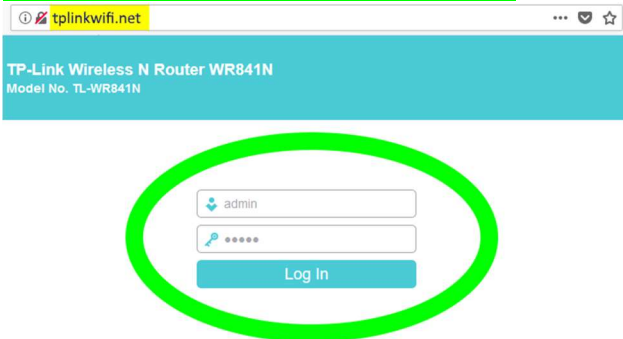 tplinkwifi.net
TP-Link Wireless N Router WR841N
Model No. TL-WR841N
admin
●●●●●
Log In